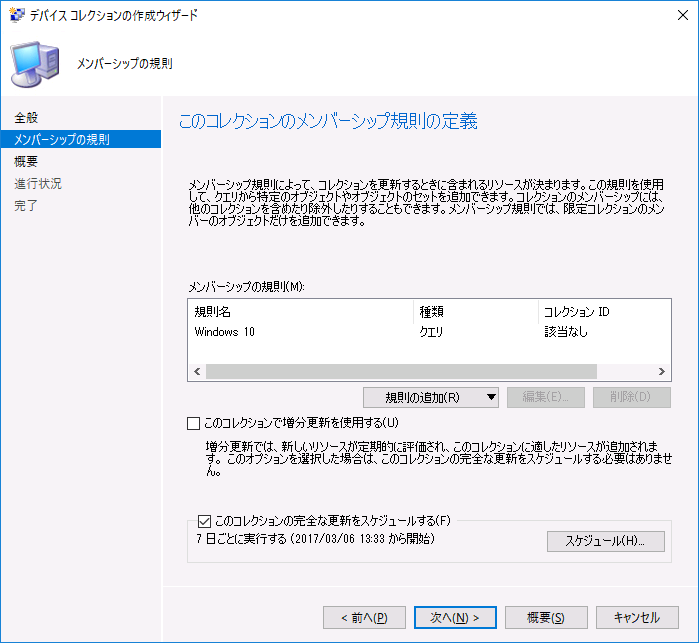 デバイス コレクションの作成ウィザード
メンバーシップの規則
全般
メンバーシップの規則
概要
進行状況
完了
このコレクションのメンバーシップ規則の定義
メンバーシップ規則によって、コレクションを更新するときに含まれるリソースが決まります。この規則を使用
して、クエリから特定のオブジェクトやオブジェクトのセットを追加できます。コレクションのメンバーシップには、
他のコレクションを含めたり除外したりすることもできます。メンバーシップ規則では、限定コレクションのメン
バーのオブジェクトだけを追加できます。
メンバーシップの規則(M):
規則名 種類 コレクション ID
Windows 10 クエリ 該当なし
規則の追加(R) 編集(E)... 削除(D)
このコレクションで増分更新を使用する(U)
増分更新では、新しいリソースが定期的に評価され、このコレクションに適したリソースが追加されま
す。このオプションを選択した場合は、このコレクションの完全な更新をスケジュールする必要はありませ
ん。
このコレクションの完全な更新をスケジュールする(F)
7 日ごとに実行する (2017/03/06 13:33 から開始)
スケジュール(H)...
< 前へ(P) 次へ(N) > 概要(S) キャンセル